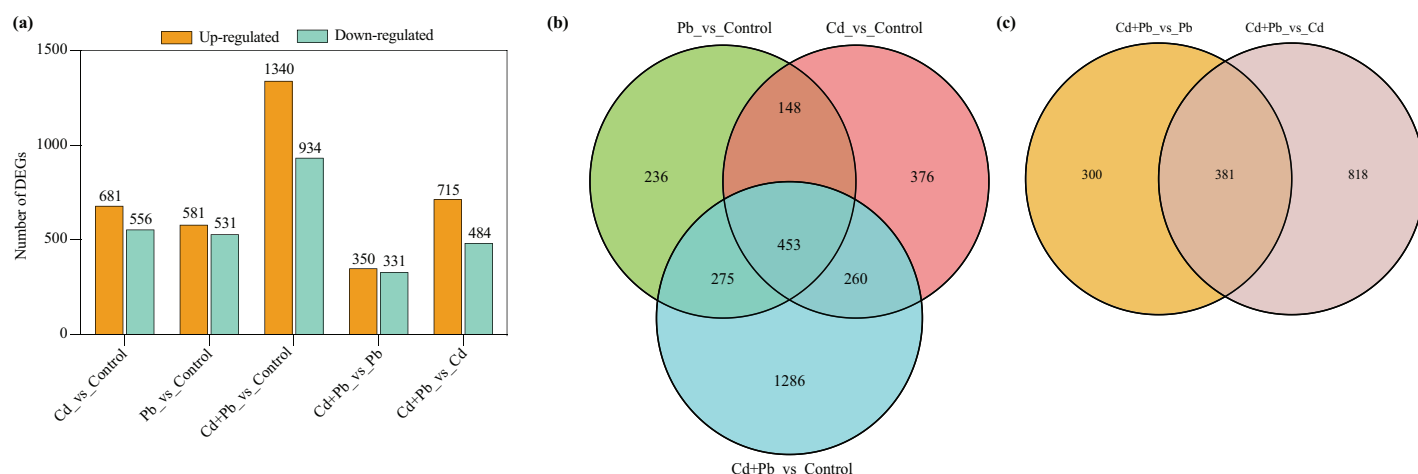 (a)
Up-regulated
Down-regulated
Number of DEGs
1500
1000
500
0
681
556
581
531
1340
934
350
331
715
484
Cd_vs_Control
Pb_vs_Control
Cd+Pb_vs_Control
Cd+Pb_vs_Pb
Cd+Pb_vs_Cd
(b)
Pb_vs_Control
Cd_vs_Control
148
236
376
453
275
260
1286
Cd+Pb_vs_Control
(c)
Cd+Pb_vs_Pb
Cd+Pb_vs_Cd
300
381
818